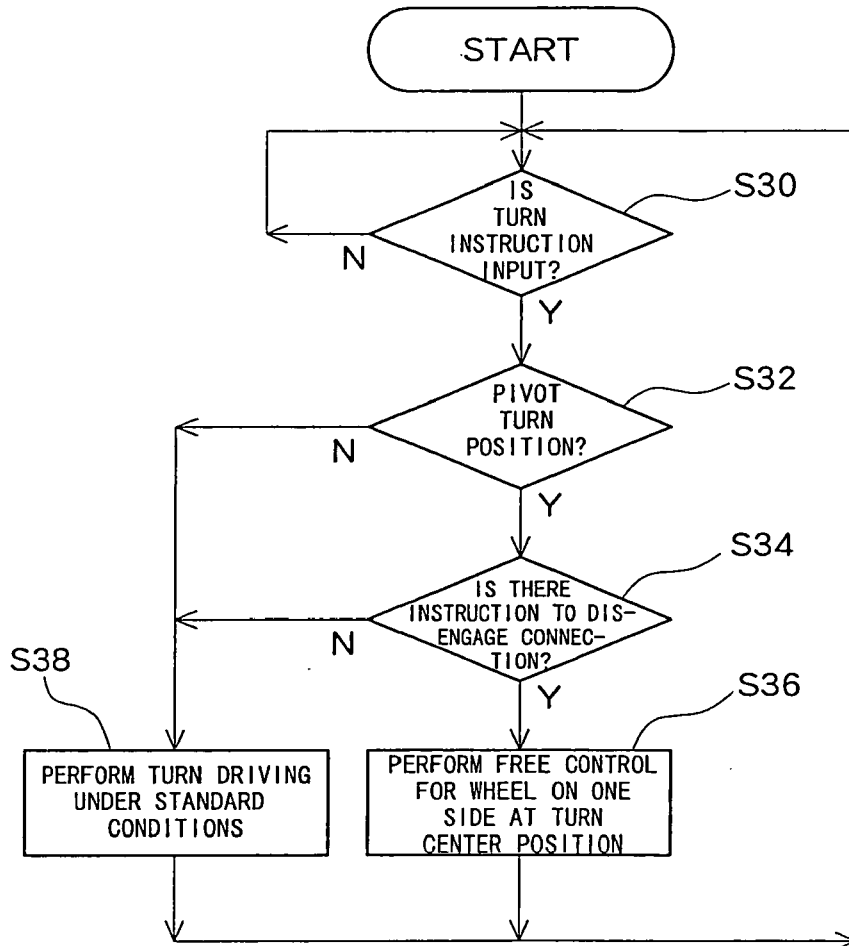 START
IS
TURN
INSTRUCTION
INPUT?
S30
N
Y
PIVOT
TURN
POSITION?
S32
N
Y
IS THERE
INSTRUCTION TO DIS-
ENGAGE CONNEC-
TION?
S34
N
Y
S38
PERFORM TURN DRIVING
UNDER STANDARD
CONDITIONS
S36
PERFORM FREE CONTROL
FOR WHEEL ON ONE
SIDE AT TURN
CENTER POSITION